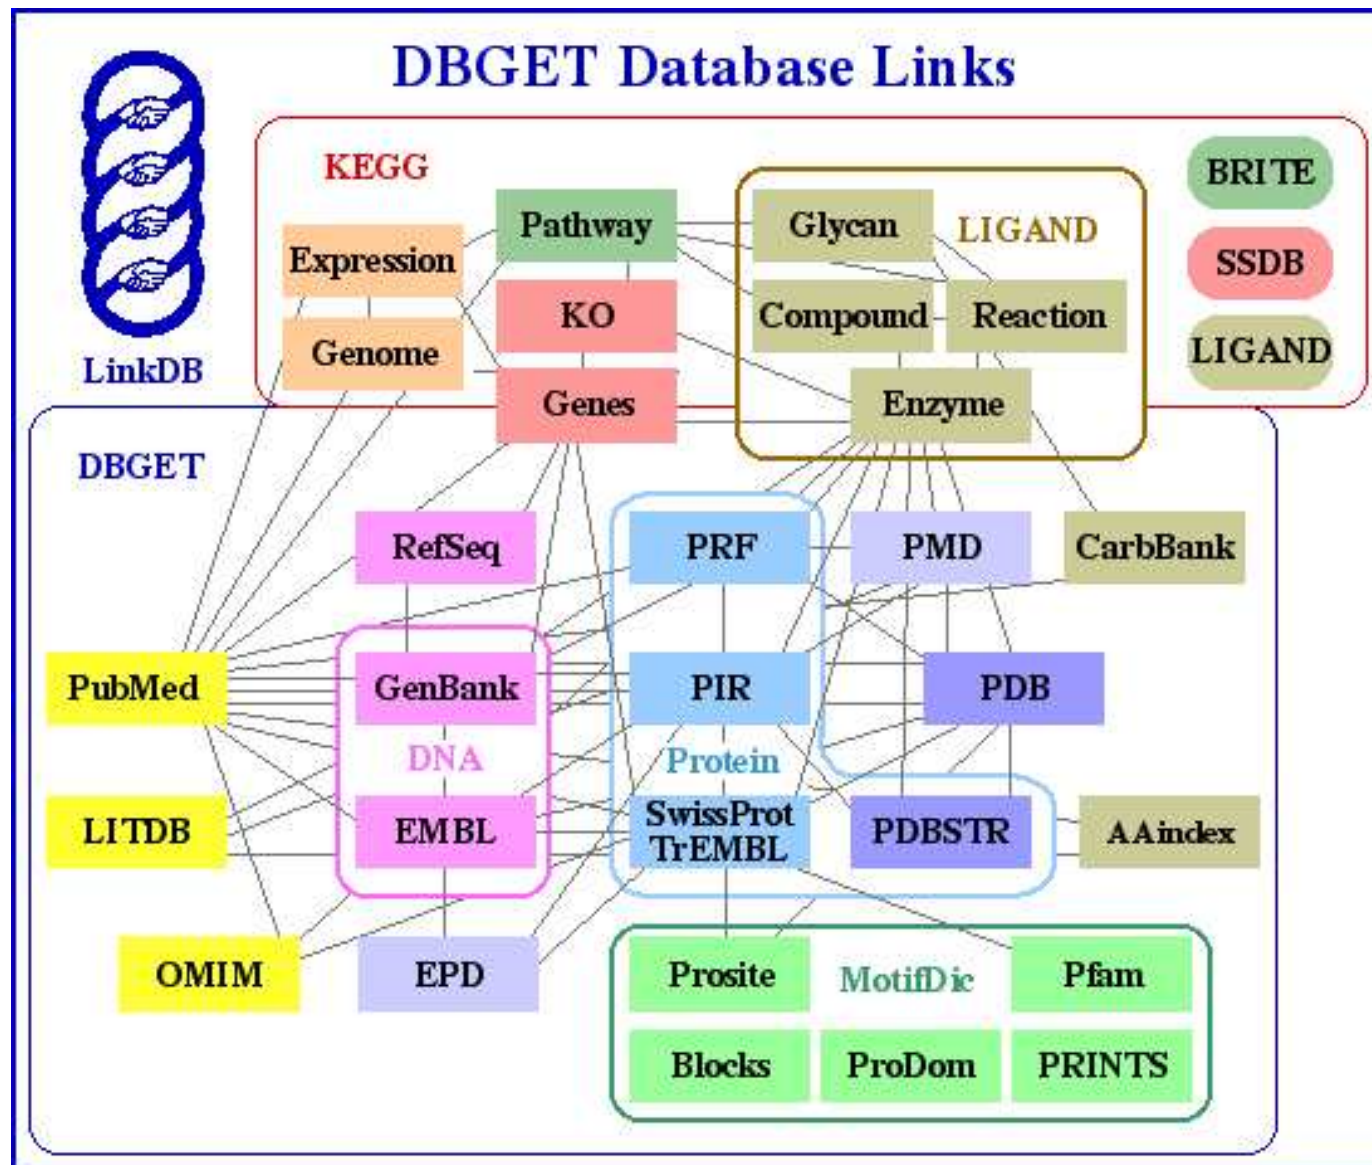 DBGET Database Links
LinkDB
KEGG
Pathway
Glycan
LIGAND
BRITE
Expression
SSDB
KO
Compound
Reaction
Genome
LIGAND
Genes
Enzyme
DBGET
RefSeq
PRF
PMD
CarbBank
PubMed
GenBank
PIR
PDB
DNA
Protein
LITDB
EMBL
SwissProt
TrEMBL
PDBSTR
AAindex
OMIM
EPD
Prosite
MotifDic
Pfam
Blocks
ProDom
PRINTS